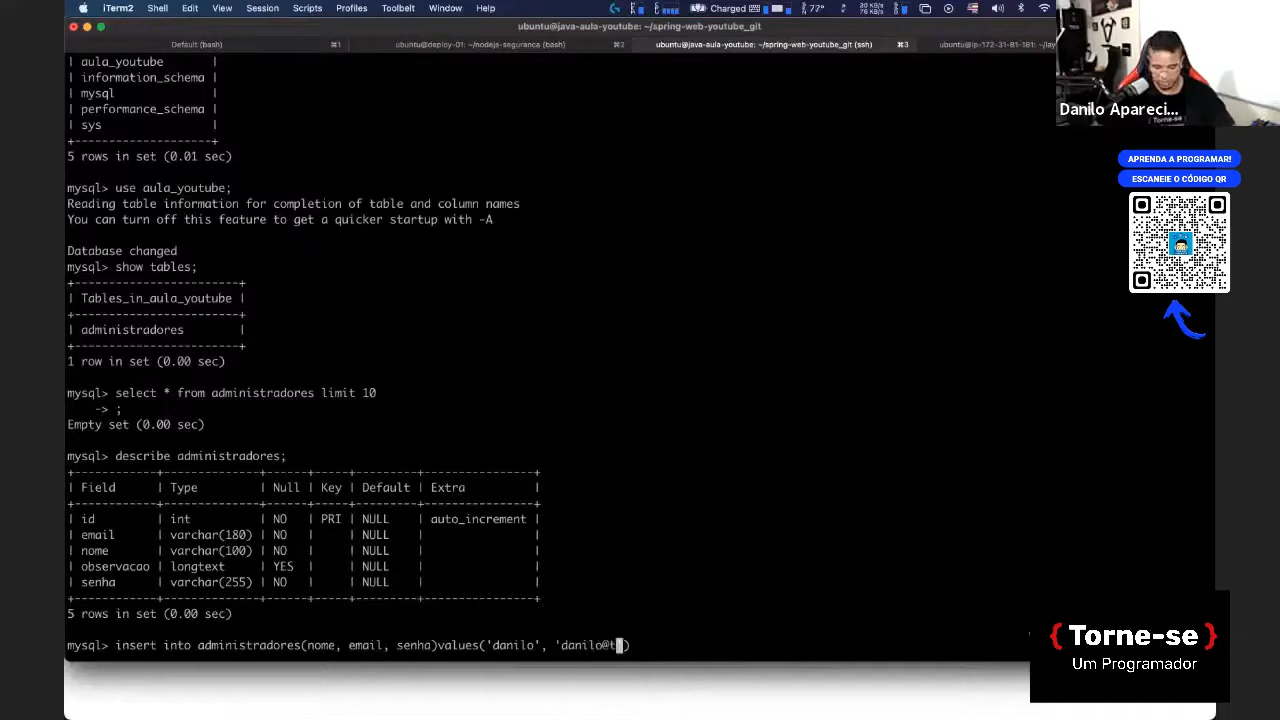 iTerm2 Shell Edit View Session Scripts Profiles Toolbelt Window Help
Charged
77%
30 KB/s
ubuntu@java-aula-youtube: ~/spring-web-youtube_git
Default (bash) ⌘1
ubuntu@deploy-01: ~/nodejs-seguranca (bash) ⌘2
ubuntu@java-aula-youtube: ~/spring-web-youtube_git (ssh) ⌘3
| aula_youtube |
| information_schema |
| mysql |
| performance_schema |
| sys |
+--------------------+
5 rows in set (0.01 sec)
mysql> use aula_youtube;
Reading table information for completion of table and column names
You can turn off this feature to get a quicker startup with -A
Database changed
mysql> show tables;
+------------------------+
| Tables_in_aula_youtube |
+------------------------+
| administradores |
+------------------------+
1 row in set (0.00 sec)
mysql> select * from administradores limit 10
-> ;
Empty set (0.00 sec)
mysql> describe administradores;
+------------+--------------+------+-----+---------+----------------+
| Field | Type | Null | Key | Default | Extra |
+------------+--------------+------+-----+---------+----------------+
| id | int | NO | PRI | NULL | auto_increment |
| email | varchar(180) | NO | | NULL | |
| nome | varchar(100) | NO | | NULL | |
| observacao | longtext | YES | | NULL | |
| senha | varchar(255) | NO | | NULL | |
+------------+--------------+------+-----+---------+----------------+
5 rows in set (0.00 sec)
mysql> insert into administradores(nome, email, senha)values('danilo', 'danilo@t)
Danilo Apareci...
APRENDA A PROGRAMAR!
ESCANEIE O CÓDIGO QR
{ Torne-se }
Um Programador